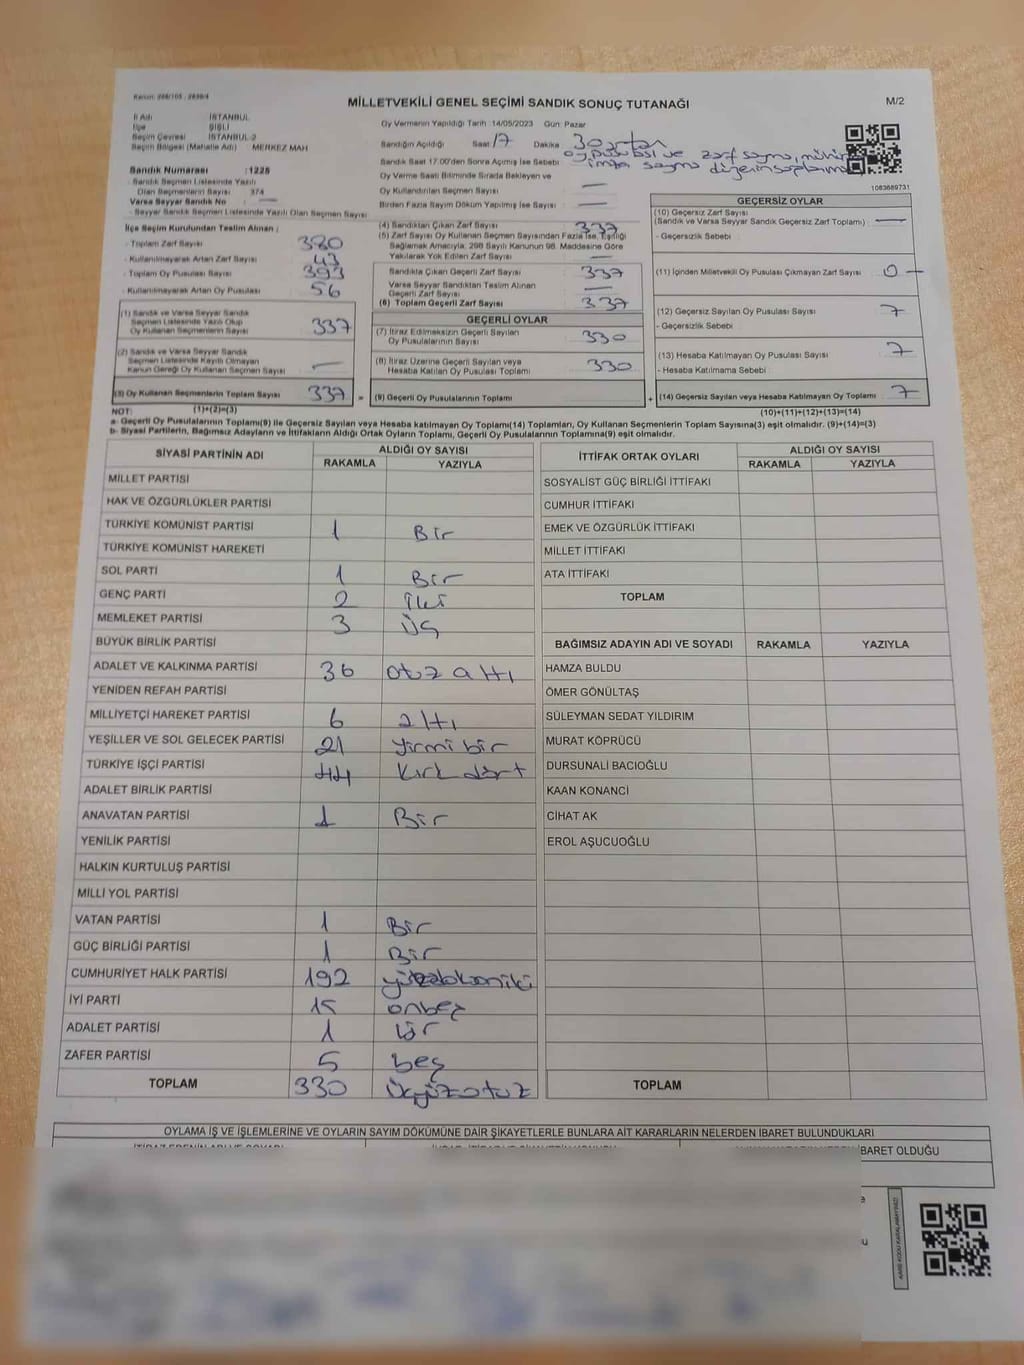 Kanun: 298/105 , 2839/4
MİLLETVEKİLİ GENEL SEÇİMİ SANDIK SONUÇ TUTANAĞI
M/2
İl Adı : İSTANBUL
İlçe : ŞİŞLİ
Seçim Çevresi : İSTANBUL-2
Seçim Bölgesi (Mahalle Adı) : MERKEZ MAH
Sandık Numarası : 1225
- Sandık Seçmen Listesinde Yazılı
Olan Seçmenlerin Sayısı : 374
Varsa Seyyar Sandık No : —
- Seyyar Sandık Seçmen Listesinde Yazılı Olan Seçmen Sayısı
İlçe Seçim Kurulundan Teslim Alınan ;
- Toplam Zarf Sayısı : 380
- Kullanılmayarak Artan Zarf Sayısı : 43
- Toplam Oy Pusulası Sayısı : 393
- Kullanılmayarak Artan Oy Pusulası : 56
(1) Sandık ve Varsa Seyyar Sandık
Seçmen Listesinde Yazılı Olup
Oy Kullanan Seçmenlerin Sayısı : 337
(2) Sandık ve Varsa Seyyar Sandık
Seçmen Listesinde Kayıtlı Olmayan
Kanun Gereği Oy Kullanan Seçmen Sayısı : —
(3) Oy Kullanan Seçmenlerin Toplam Sayısı 337 =
Oy Vermenin Yapıldığı Tarih :14/05/2023 Gün: Pazar
Sandığın Açıldığı Saat 17 Dakika 30
Sandık Saat 17.00'den Sonra Açılmış İse Sebebi : oy pusulası ve zarf sayımı, mühür imza sayımı
Oy Verme Saati Bitiminde Sırada Bekleyen ve
Oy Kullandırılan Seçmen Sayısı : —
Birden Fazla Sayım Döküm Yapılmış İse Sayısı : —
(4) Sandıktan Çıkan Zarf Sayısı : 337
(5) Zarf Sayısı Oy Kullanan Seçmen Sayısından Fazla İse, Eşitliği
Sağlamak Amacıyla, 298 Sayılı Kanunun 98. Maddesine Göre
Yakılarak Yok Edilen Zarf Sayısı : —
Sandıkta Çıkan Geçerli Zarf Sayısı : 337
Varsa Seyyar Sandıktan Teslim Alınan
Geçerli Zarf Sayısı : —
(6) Toplam Geçerli Zarf Sayısı : 337
GEÇERLİ OYLAR
(7) İtiraz Edilmeksizin Geçerli Sayılan
Oy Pusulalarının Sayısı : 330
(8) İtiraz Üzerine Geçerli Sayılan veya
Hesaba Katılan Oy Pusulası Toplamı : 330
(9) Geçerli Oy Pusulalarının Toplamı +
1083689731
GEÇERSİZ OYLAR
(10) Geçersiz Zarf Sayısı
(Sandık ve Varsa Seyyar Sandık Geçersiz Zarf Toplamı) : —
- Geçersizlik Sebebi :
(11) İçinden Milletvekili Oy Pusulası Çıkmayan Zarf Sayısı : 0 —
(12) Geçersiz Sayılan Oy Pusulası Sayısı : 7
- Geçersizlik Sebebi :
(13) Hesaba Katılmayan Oy Pusulası Sayısı : 7
- Hesaba Katılmama Sebebi :
(14) Geçersiz Sayılan veya Hesaba Katılmayan Oy Toplamı : 7
NOT: (1)+(2)=(3) (10)+(11)+(12)+(13)=(14)
a- Geçerli Oy Pusulalarının Toplamı(9) ile Geçersiz Sayılan veya Hesaba katılmayan Oy Toplamı(14) Toplamları, Oy Kullanan Seçmenlerin Toplam Sayısına(3) eşit olmalıdır. (9)+(14)=(3)
b- Siyasi Partilerin, Bağımsız Adayların ve İttifakların Aldığı Ortak Oyların Toplamı, Geçerli Oy Pusulalarının Toplamına(9) eşit olmalıdır.
SİYASİ PARTİNİN ADI ALDIĞI OY SAYISI
RAKAMLA YAZIYLA
MİLLET PARTİSİ
HAK VE ÖZGÜRLÜKLER PARTİSİ
TÜRKİYE KOMÜNİST PARTİSİ 1 Bir
TÜRKİYE KOMÜNİST HAREKETİ
SOL PARTİ 1 Bir
GENÇ PARTİ 2 iki
MEMLEKET PARTİSİ 3 üç
BÜYÜK BİRLİK PARTİSİ
ADALET VE KALKINMA PARTİSİ 36 otuz altı
YENİDEN REFAH PARTİSİ
MİLLİYETÇİ HAREKET PARTİSİ 6 altı
YEŞİLLER VE SOL GELECEK PARTİSİ 21 yirmi bir
TÜRKİYE İŞÇİ PARTİSİ 44 kırk dört
ADALET BİRLİK PARTİSİ
ANAVATAN PARTİSİ 1 Bir
YENİLİK PARTİSİ
HALKIN KURTULUŞ PARTİSİ
MİLLİ YOL PARTİSİ
VATAN PARTİSİ 1 Bir
GÜÇ BİRLİĞİ PARTİSİ 1 Bir
CUMHURİYET HALK PARTİSİ 192 yüzdoksaniki
İYİ PARTİ 15 onbeş
ADALET PARTİSİ 1 bir
ZAFER PARTİSİ 5 beş
TOPLAM 330 üçyüzotuz
İTTİFAK ORTAK OYLARI ALDIĞI OY SAYISI
RAKAMLA YAZIYLA
SOSYALİST GÜÇ BİRLİĞİ İTTİFAKI
CUMHUR İTTİFAKI
EMEK VE ÖZGÜRLÜK İTTİFAKI
MİLLET İTTİFAKI
ATA İTTİFAKI
TOPLAM
BAĞIMSIZ ADAYIN ADI VE SOYADI RAKAMLA YAZIYLA
HAMZA BULDU
ÖMER GÖNÜLTAŞ
SÜLEYMAN SEDAT YILDIRIM
MURAT KÖPRÜCÜ
DURSUNALİ BACIOĞLU
KAAN KONANCİ
CİHAT AK
EROL AŞUCUOĞLU
TOPLAM
OYLAMA İŞ VE İŞLEMLERİNE VE OYLARIN SAYIM DÖKÜMÜNE DAİR ŞİKAYETLERLE BUNLARA AİT KARARLARIN NELERDEN İBARET BULUNDUKLARI
İBARET OLDUĞU